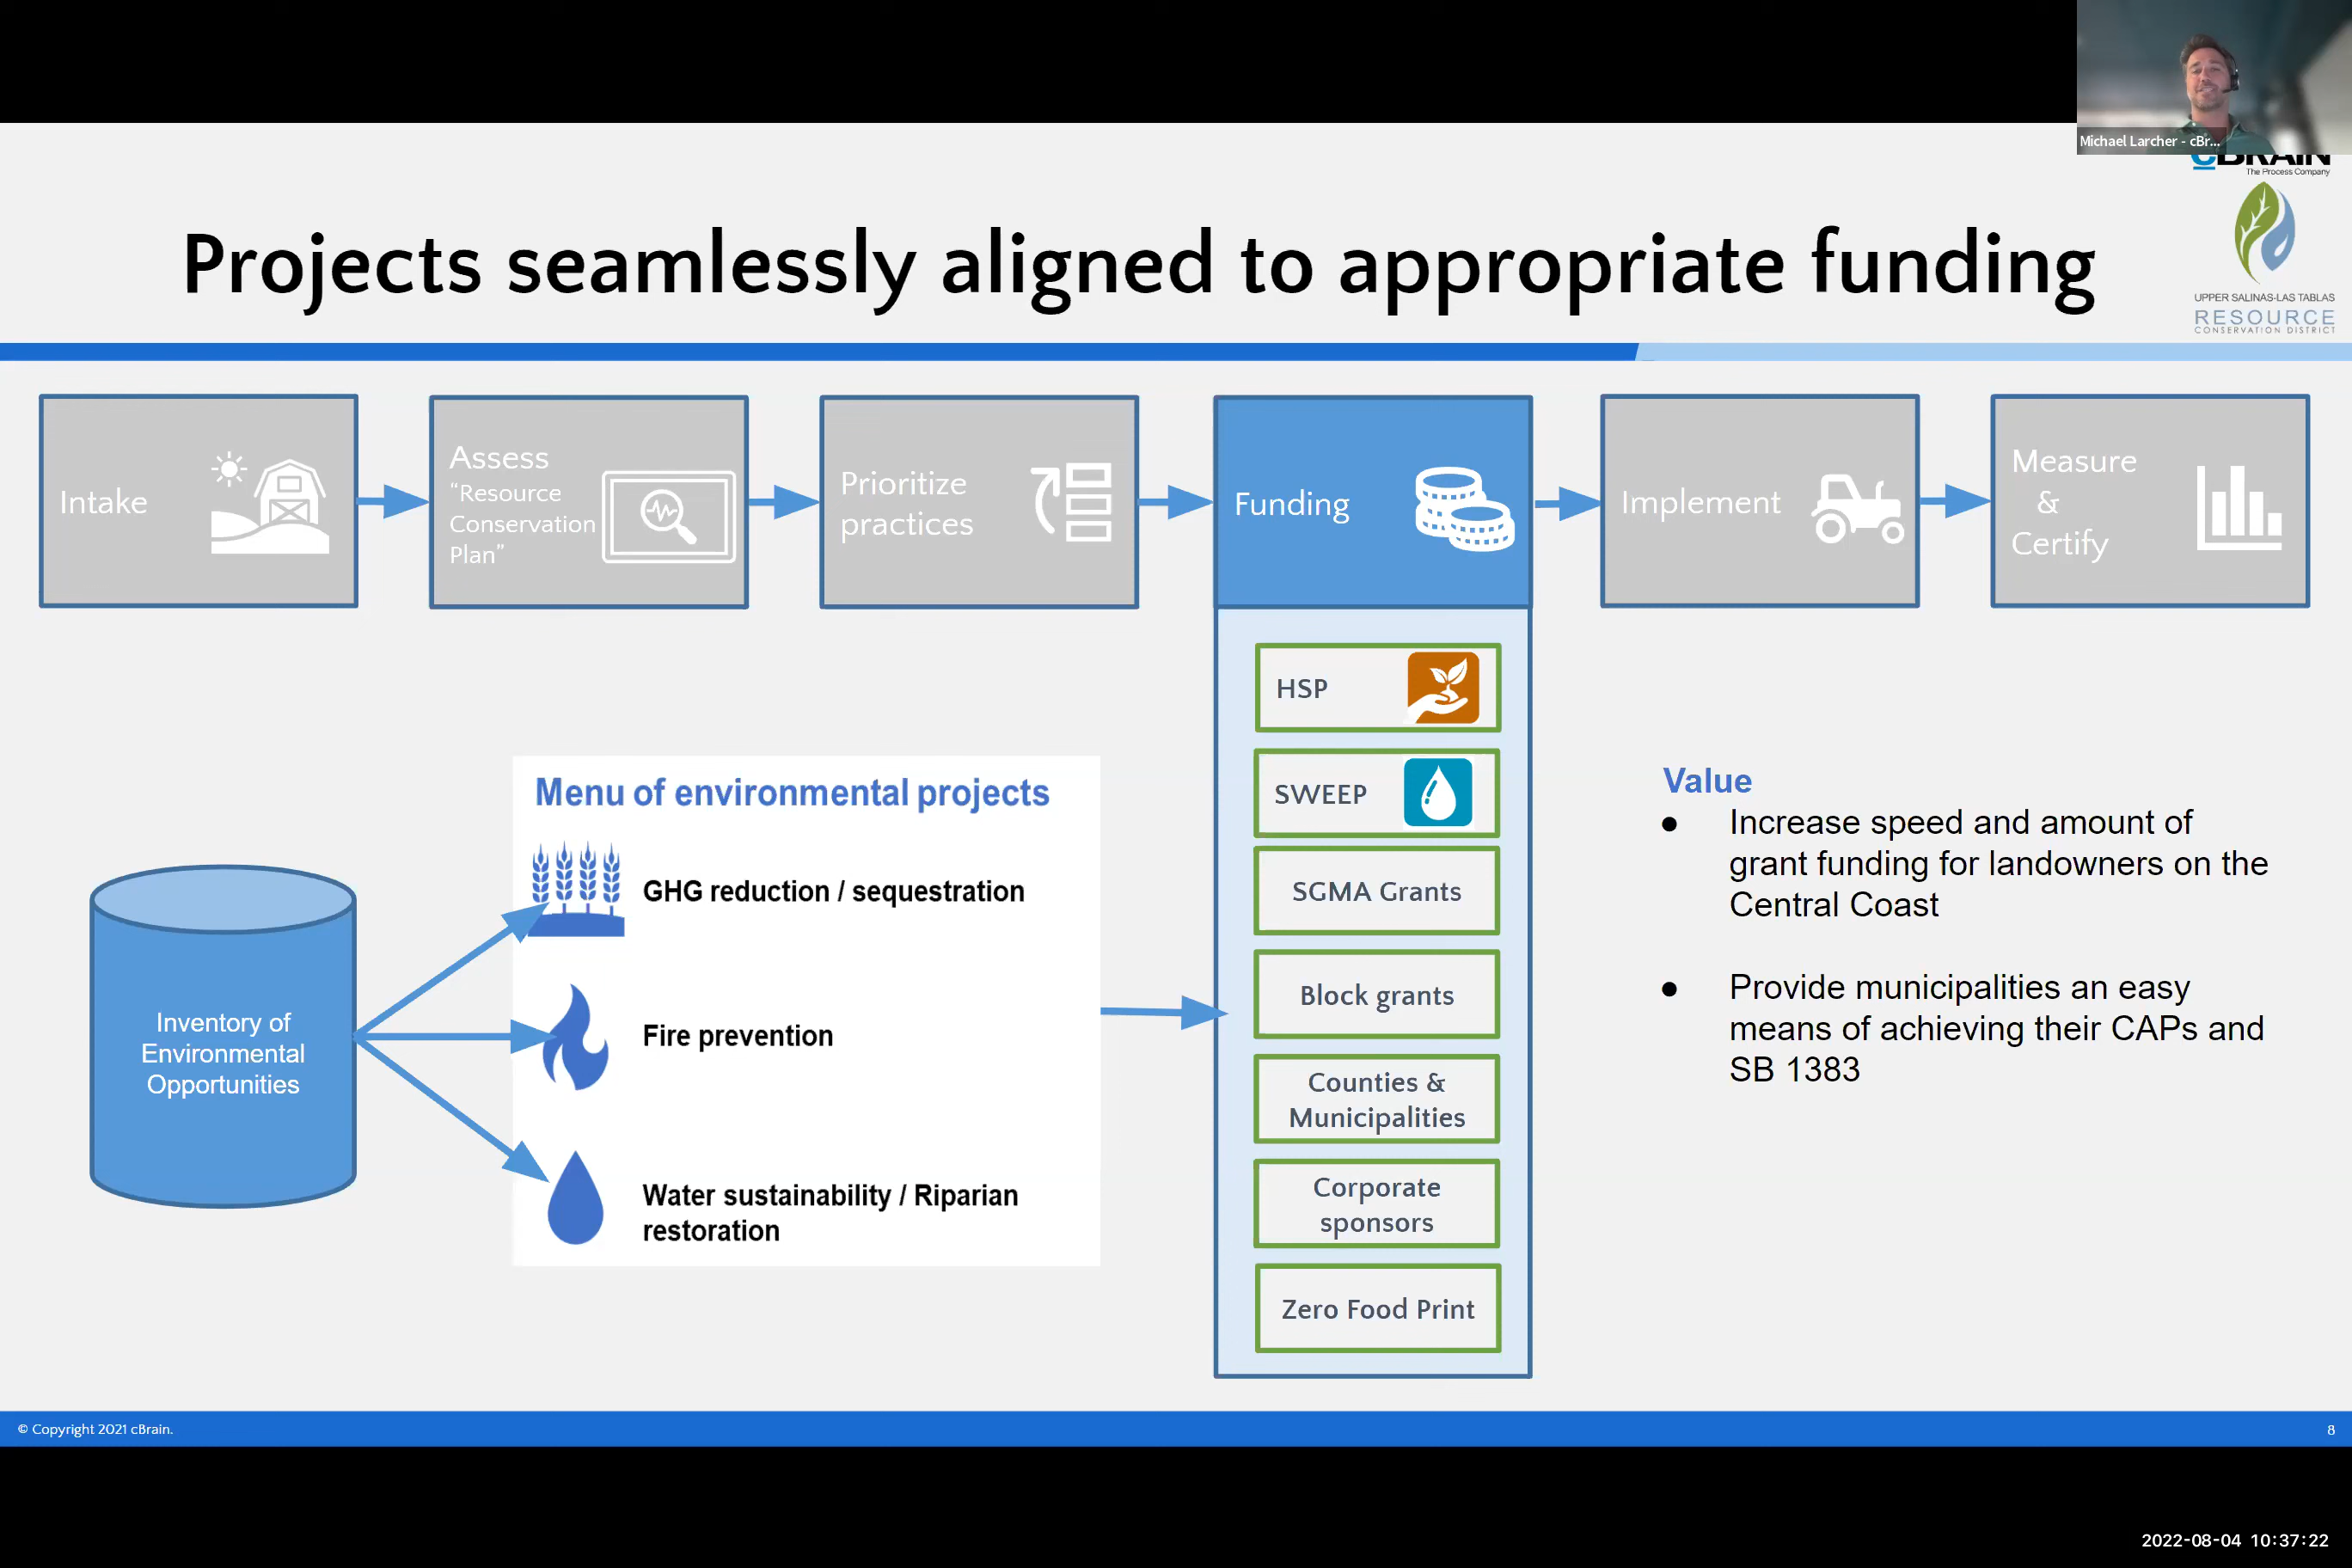 Michael Larcher - cBr...
cBRAIN
The Process Company
Projects seamlessly aligned to appropriate funding
UPPER SALINAS-LAS TABLAS
RESOURCE
CONSERVATION DISTRICT
Intake
Assess
“Resource
Conservation
Plan”
Prioritize
practices
Funding
Implement
Measure
&
Certify
HSP
SWEEP
SGMA Grants
Block grants
Counties &
Municipalities
Corporate
sponsors
Zero Food Print
Inventory of
Environmental
Opportunities
Menu of environmental projects
GHG reduction / sequestration
Fire prevention
Water sustainability / Riparian
restoration
Value
● Increase speed and amount of
grant funding for landowners on the
Central Coast
● Provide municipalities an easy
means of achieving their CAPs and
SB 1383
© Copyright 2021 cBrain.
8
2022-08-04 10:37:22